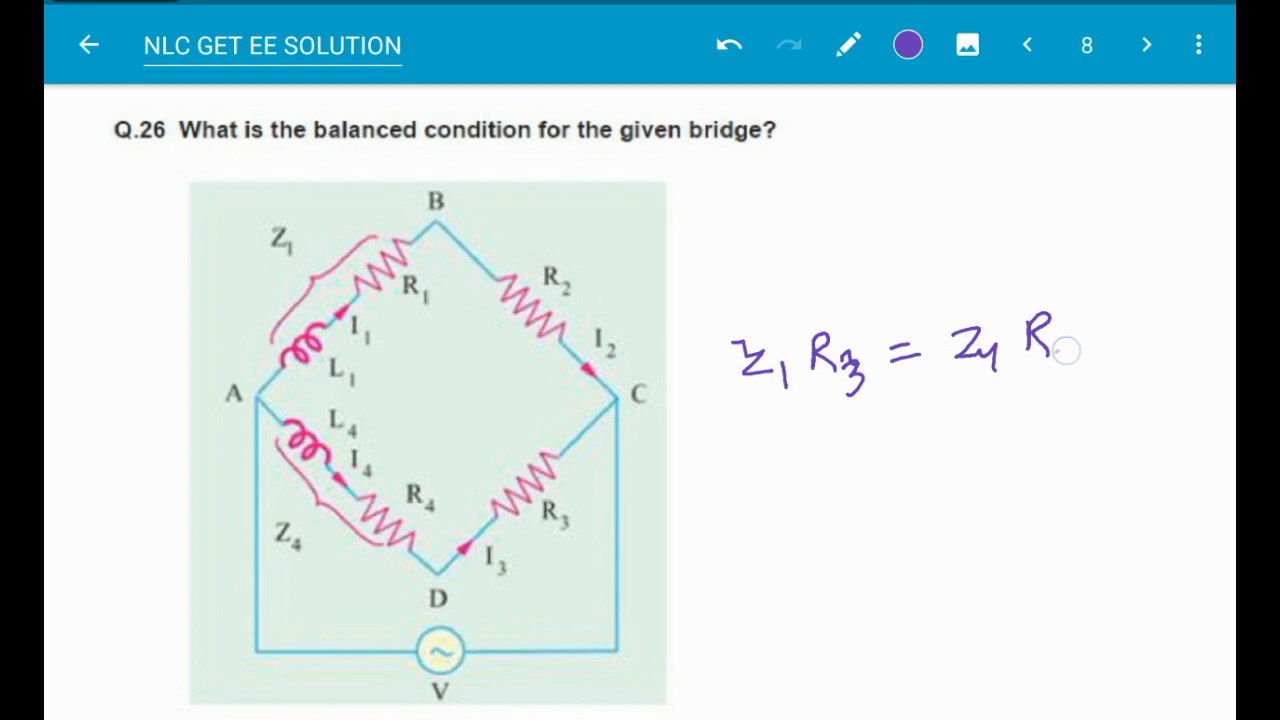 NLC GET EE SOLUTION
8
Q.26 What is the balanced condition for the given bridge?
B
Z1
R1
R2
I1
I2
L1
A
C
L4
I4
R4
Z4
R3
I3
D
V
Z1 R3 = Z4 R